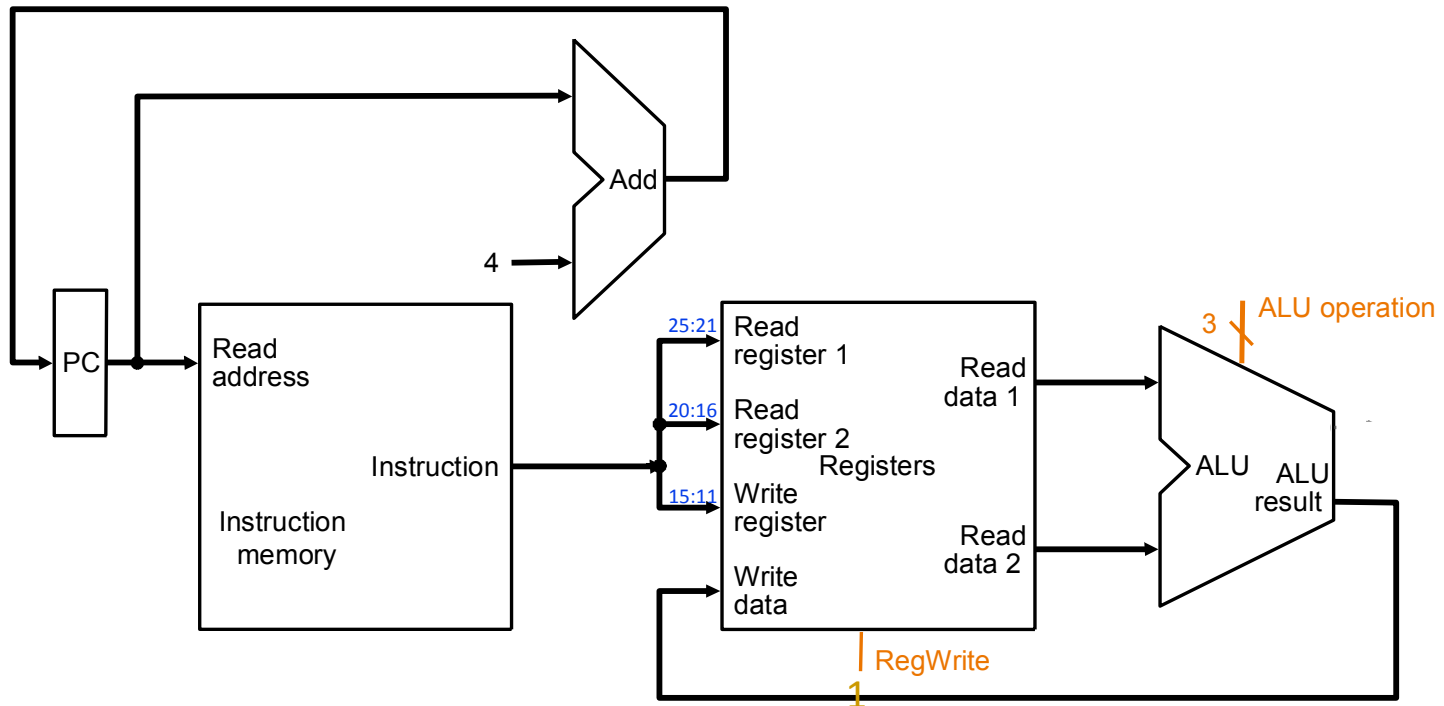 Add
4
PC
Read
address
Instruction
Instruction
memory
25:21
Read
register 1
20:16
Read
register 2
Registers
15:11
Write
register
Write
data
Read
data 1
Read
data 2
3
ALU operation
ALU
ALU
result
RegWrite
1